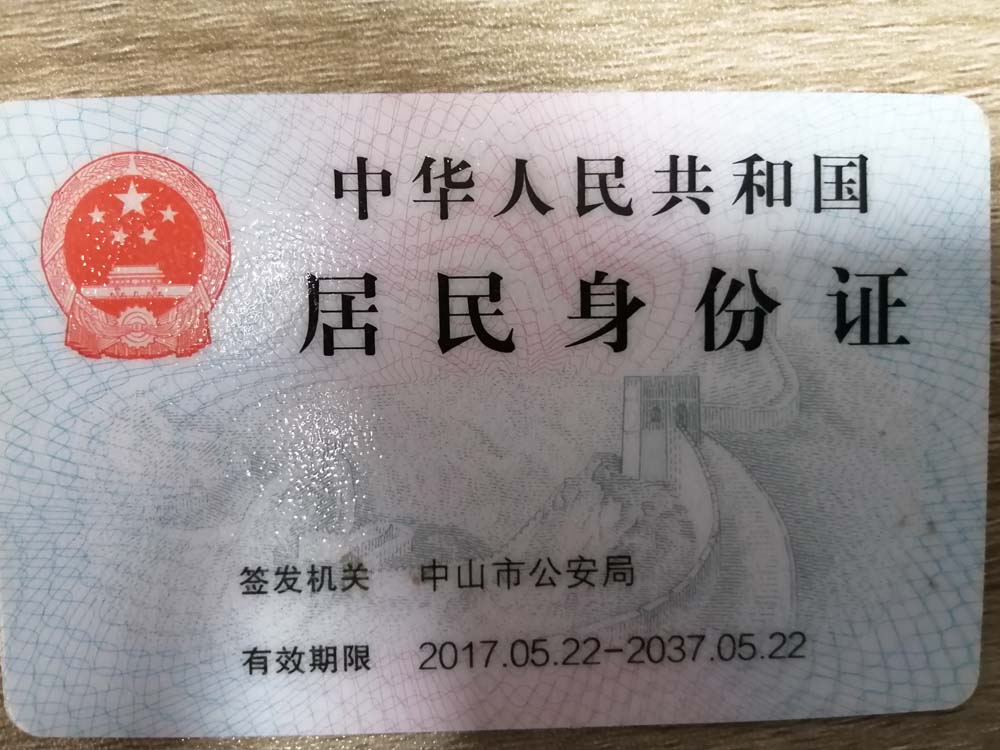 中华人民共和国
居民身份证
签发机关 中山市公安局
有效期限 2017.05.22-2037.05.22